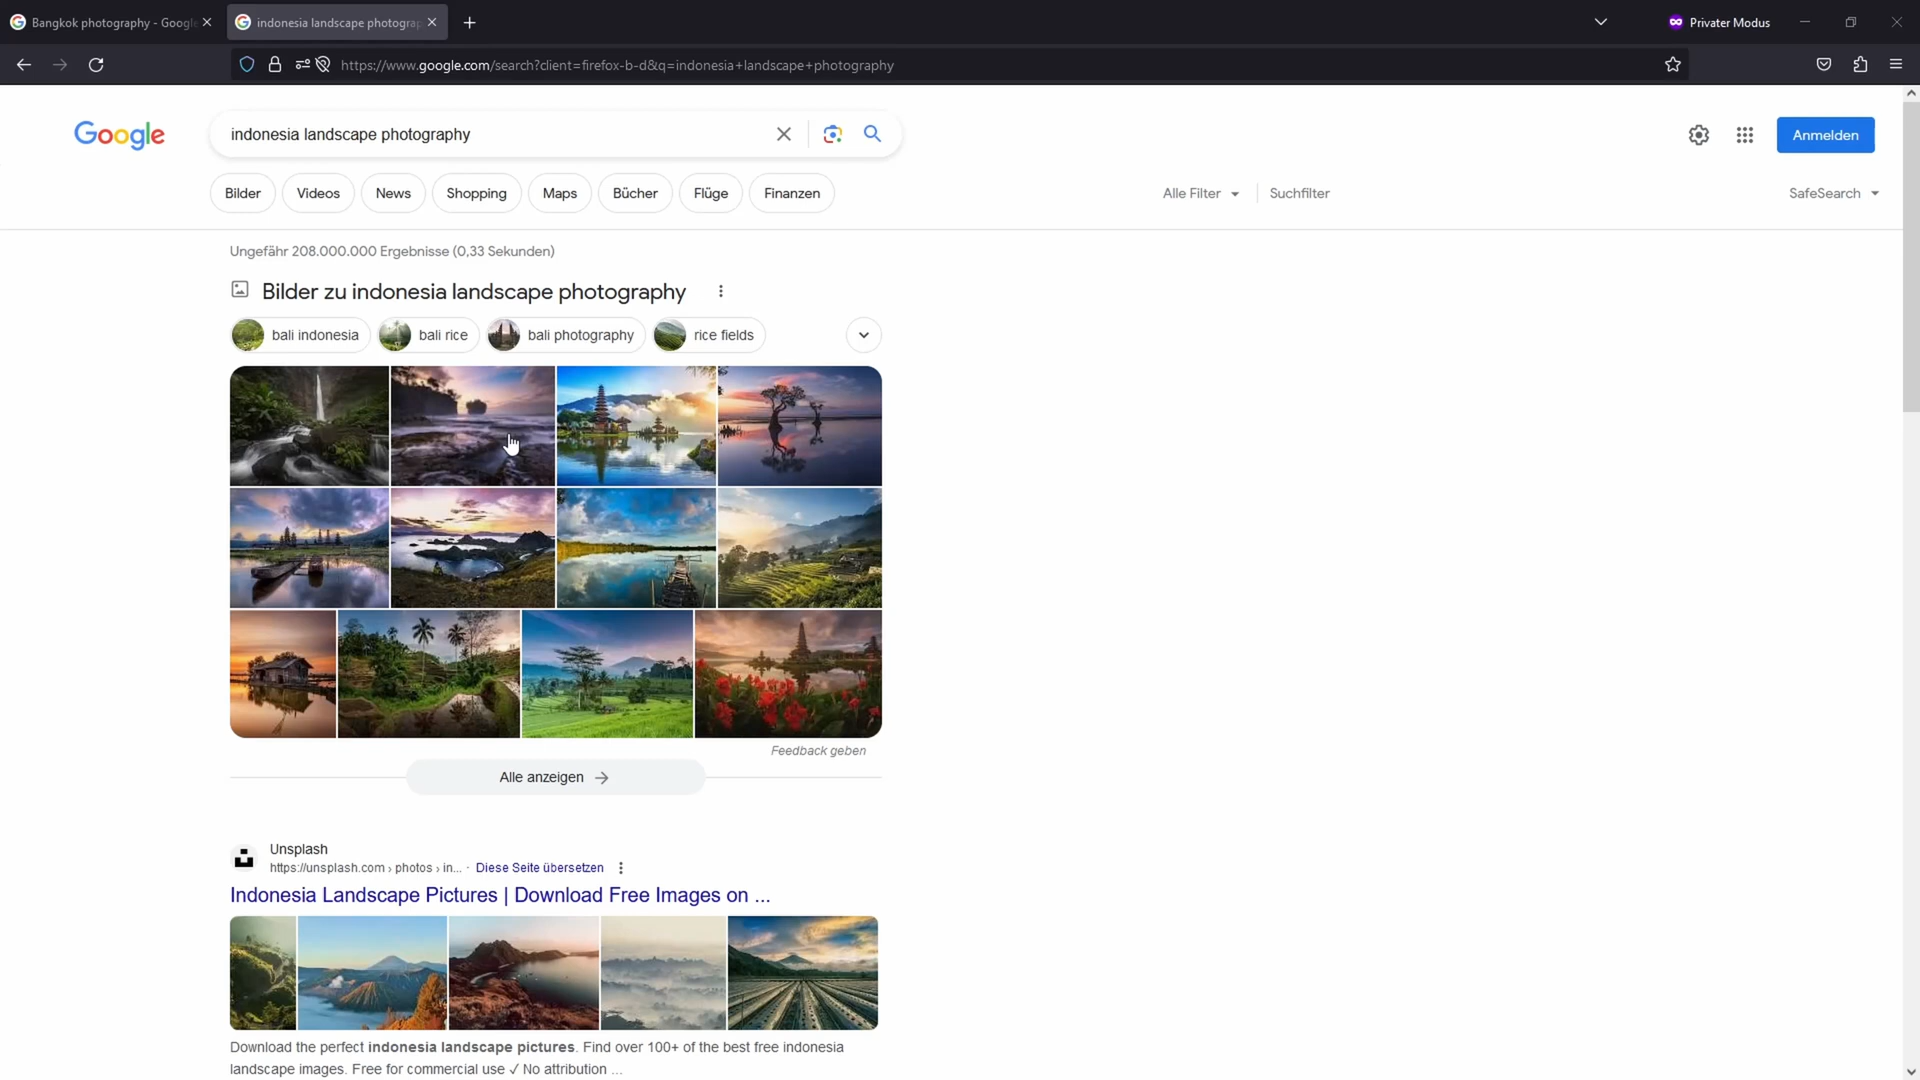 Bangkok photography - Google
indonesia landscape photograp
Privater Modus
https://www.google.com/search?client=firefox-b-d&q=indonesia+landscape+photography
Google
indonesia landscape photography
Anmelden
Bilder
Videos
News
Shopping
Maps
Bücher
Flüge
Finanzen
Alle Filter
Suchfilter
SafeSearch
Ungefähr 208.000.000 Ergebnisse (0,33 Sekunden)
Bilder zu indonesia landscape photography
bali indonesia
bali rice
bali photography
rice fields
Feedback geben
Alle anzeigen
Unsplash
https://unsplash.com › photos › in... · Diese Seite übersetzen
Indonesia Landscape Pictures | Download Free Images on ...
Download the perfect indonesia landscape pictures. Find over 100+ of the best free indonesia
landscape images. Free for commercial use ✓ No attribution ...